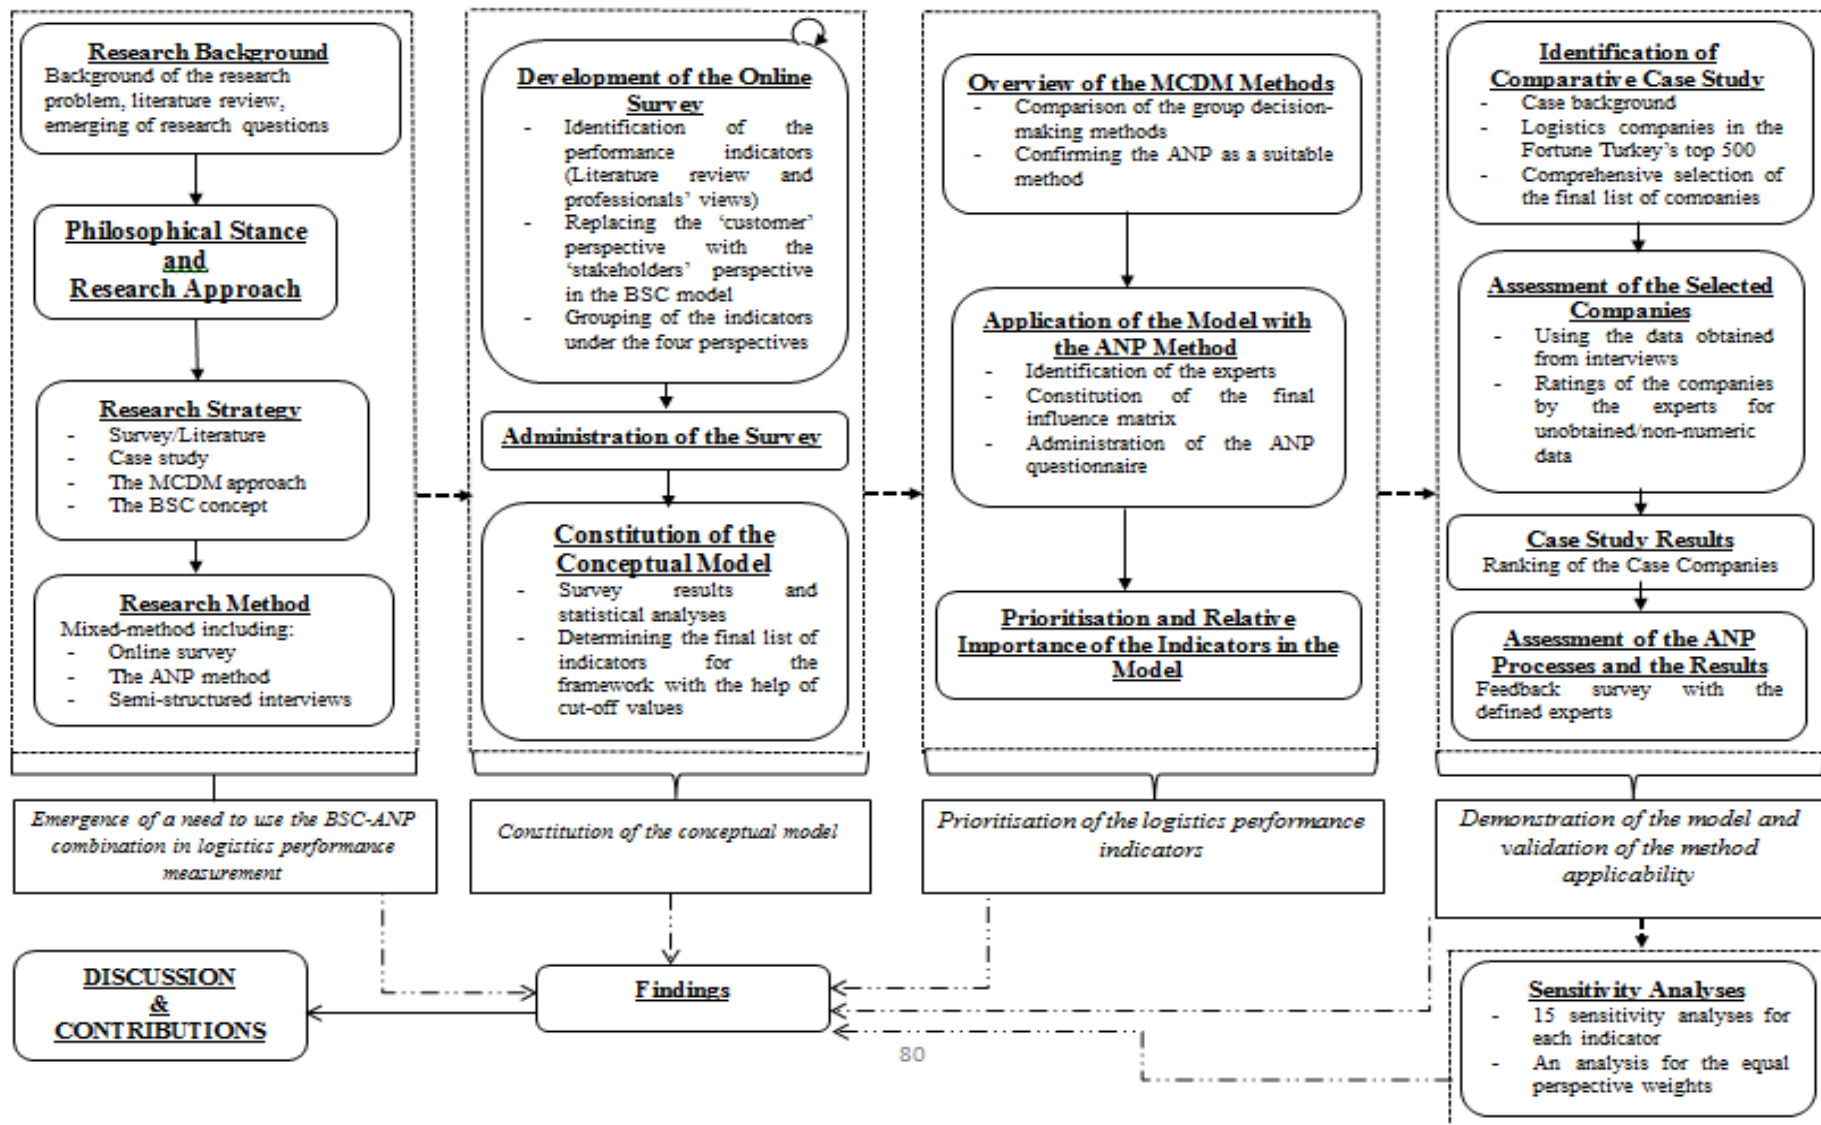 Research Background
Background of the research
problem, literature review,
emerging of research questions
Philosophical Stance
and
Research Approach
Research Strategy
- Survey/Literature
- Case study
- The MCDM approach
- The BSC concept
Research Method
Mixed-method including:
- Online survey
- The ANP method
- Semi-structured interviews
Emergence of a need to use the BSC-ANP
combination in logistics performance
measurement
Development of the Online
Survey
- Identification of the
performance indicators
(Literature review and
professionals' views)
- Replacing the 'customer'
perspective with the
'stakeholders' perspective
in the BSC model
- Grouping of the indicators
under the four perspectives
Administration of the Survey
Constitution of the
Conceptual Model
- Survey results and
statistical analyses
- Determining the final list of
indicators for the
framework with the help of
cut-off values
Constitution of the conceptual model
Overview of the MCDM Methods
- Comparison of the group decision-
making methods
- Confirming the ANP as a suitable
method
Application of the Model with
the ANP Method
- Identification of the experts
- Constitution of the final
influence matrix
- Administration of the ANP
questionnaire
Prioritisation and Relative
Importance of the Indicators in the
Model
Prioritisation of the logistics performance
indicators
Identification of
Comparative Case Study
- Case background
- Logistics companies in the
Fortune Turkey's top 500
- Comprehensive selection of
the final list of companies
Assessment of the Selected
Companies
- Using the data obtained
from interviews
- Ratings of the companies
by the experts for
unobtained/non-numeric
data
Case Study Results
Ranking of the Case Companies
Assessment of the ANP
Processes and the Results
Feedback survey with the
defined experts
Demonstration of the model and
validation of the method
applicability
Sensitivity Analyses
- 15 sensitivity analyses for
each indicator
- An analysis for the equal
perspective weights
Findings
DISCUSSION
&
CONTRIBUTIONS
80